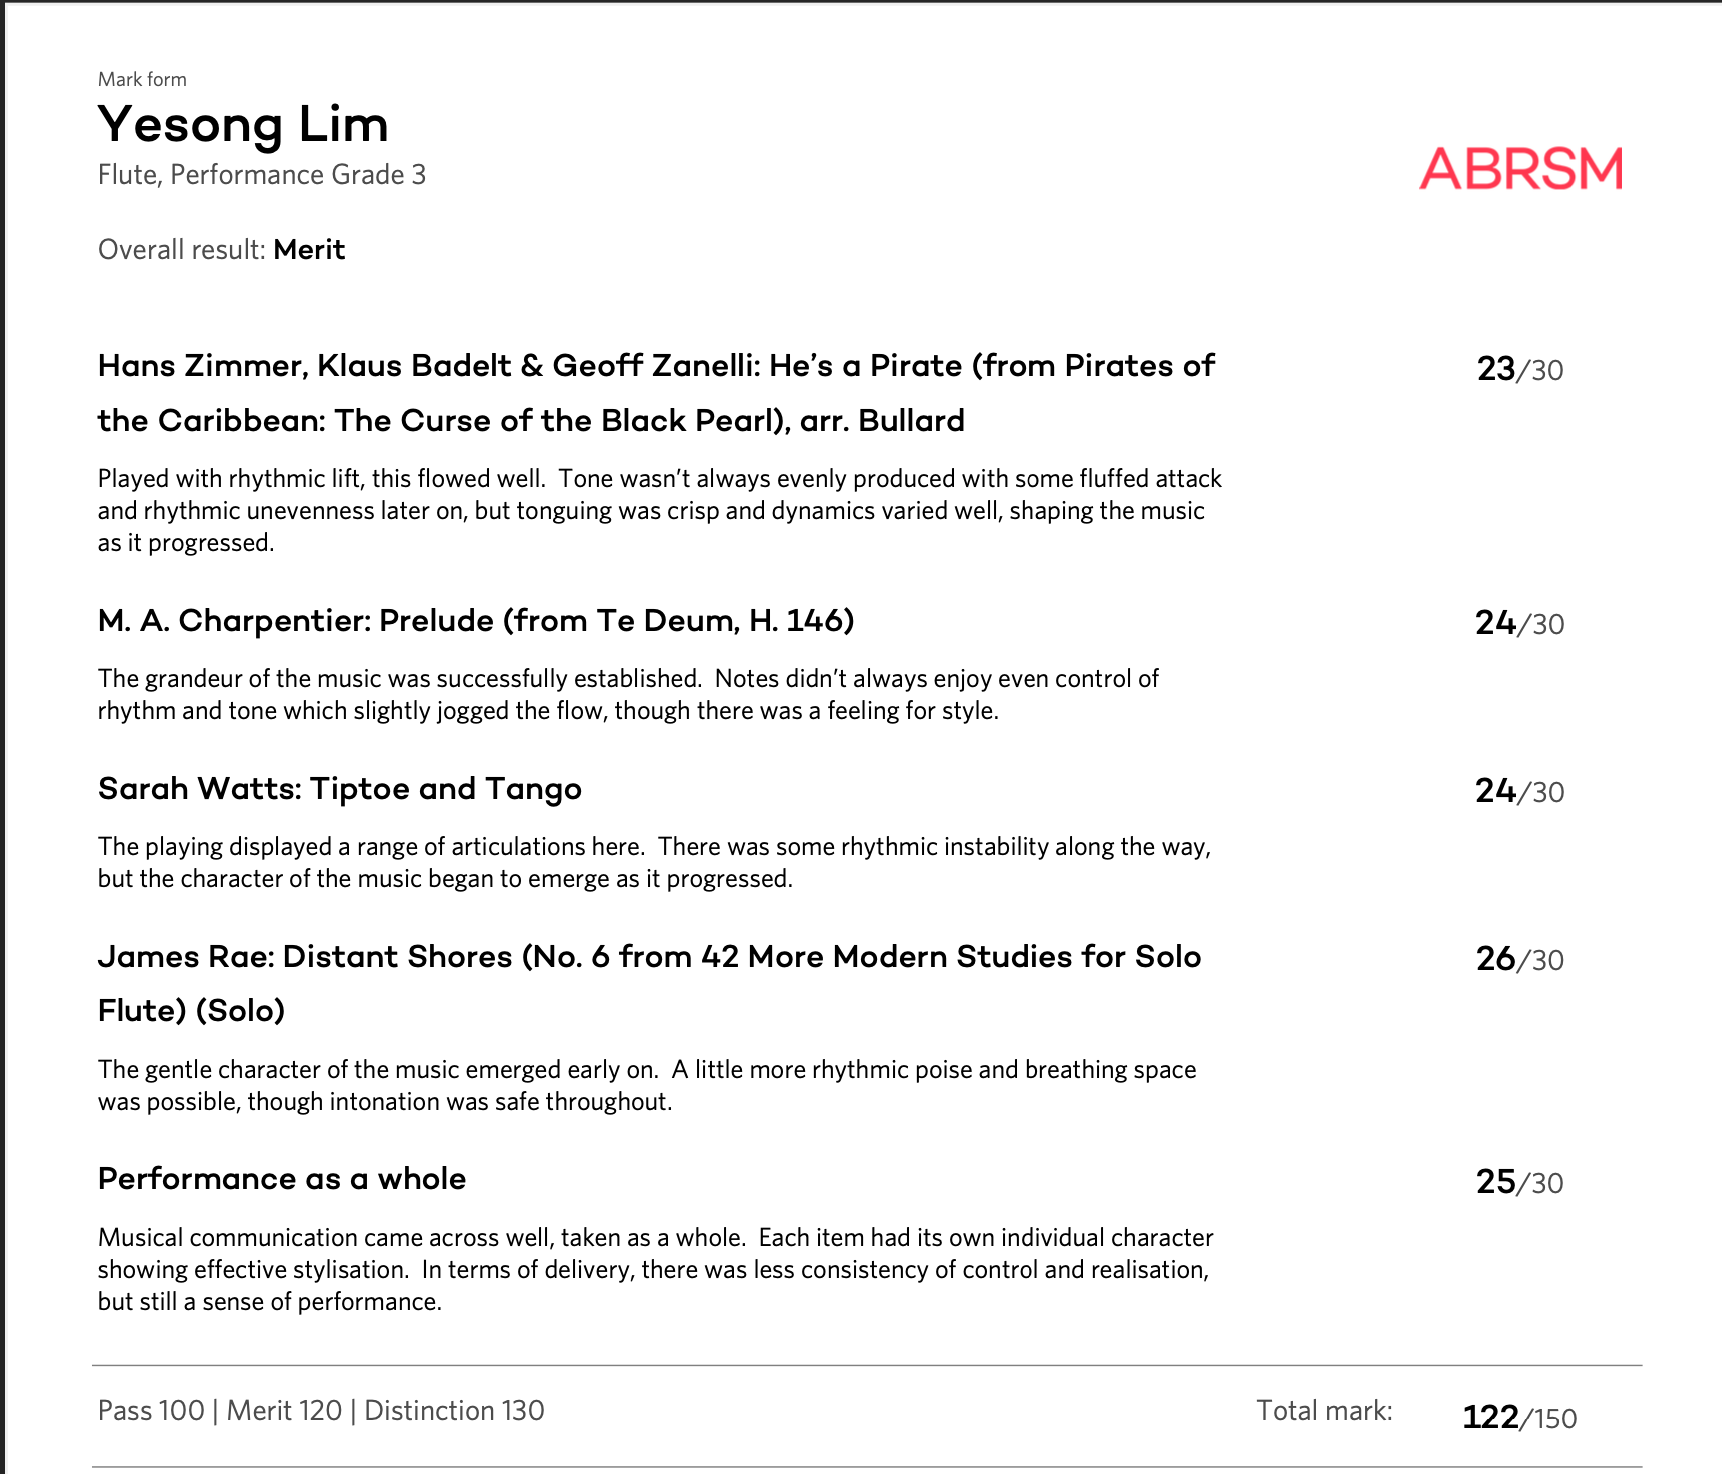 Mark form
Yesong Lim
Flute, Performance Grade 3
ABRSM
Overall result: Merit
Hans Zimmer, Klaus Badelt & Geoff Zanelli: He’s a Pirate (from Pirates of
the Caribbean: The Curse of the Black Pearl), arr. Bullard
23/30
Played with rhythmic lift, this flowed well.  Tone wasn’t always evenly produced with some fluffed attack
and rhythmic unevenness later on, but tonguing was crisp and dynamics varied well, shaping the music
as it progressed.
M. A. Charpentier: Prelude (from Te Deum, H. 146)
24/30
The grandeur of the music was successfully established.  Notes didn’t always enjoy even control of
rhythm and tone which slightly jogged the flow, though there was a feeling for style.
Sarah Watts: Tiptoe and Tango
24/30
The playing displayed a range of articulations here.  There was some rhythmic instability along the way,
but the character of the music began to emerge as it progressed.
James Rae: Distant Shores (No. 6 from 42 More Modern Studies for Solo
Flute) (Solo)
26/30
The gentle character of the music emerged early on.  A little more rhythmic poise and breathing space
was possible, though intonation was safe throughout.
Performance as a whole
25/30
Musical communication came across well, taken as a whole.  Each item had its own individual character
showing effective stylisation.  In terms of delivery, there was less consistency of control and realisation,
but still a sense of performance.
Pass 100 | Merit 120 | Distinction 130
Total mark: 122/150